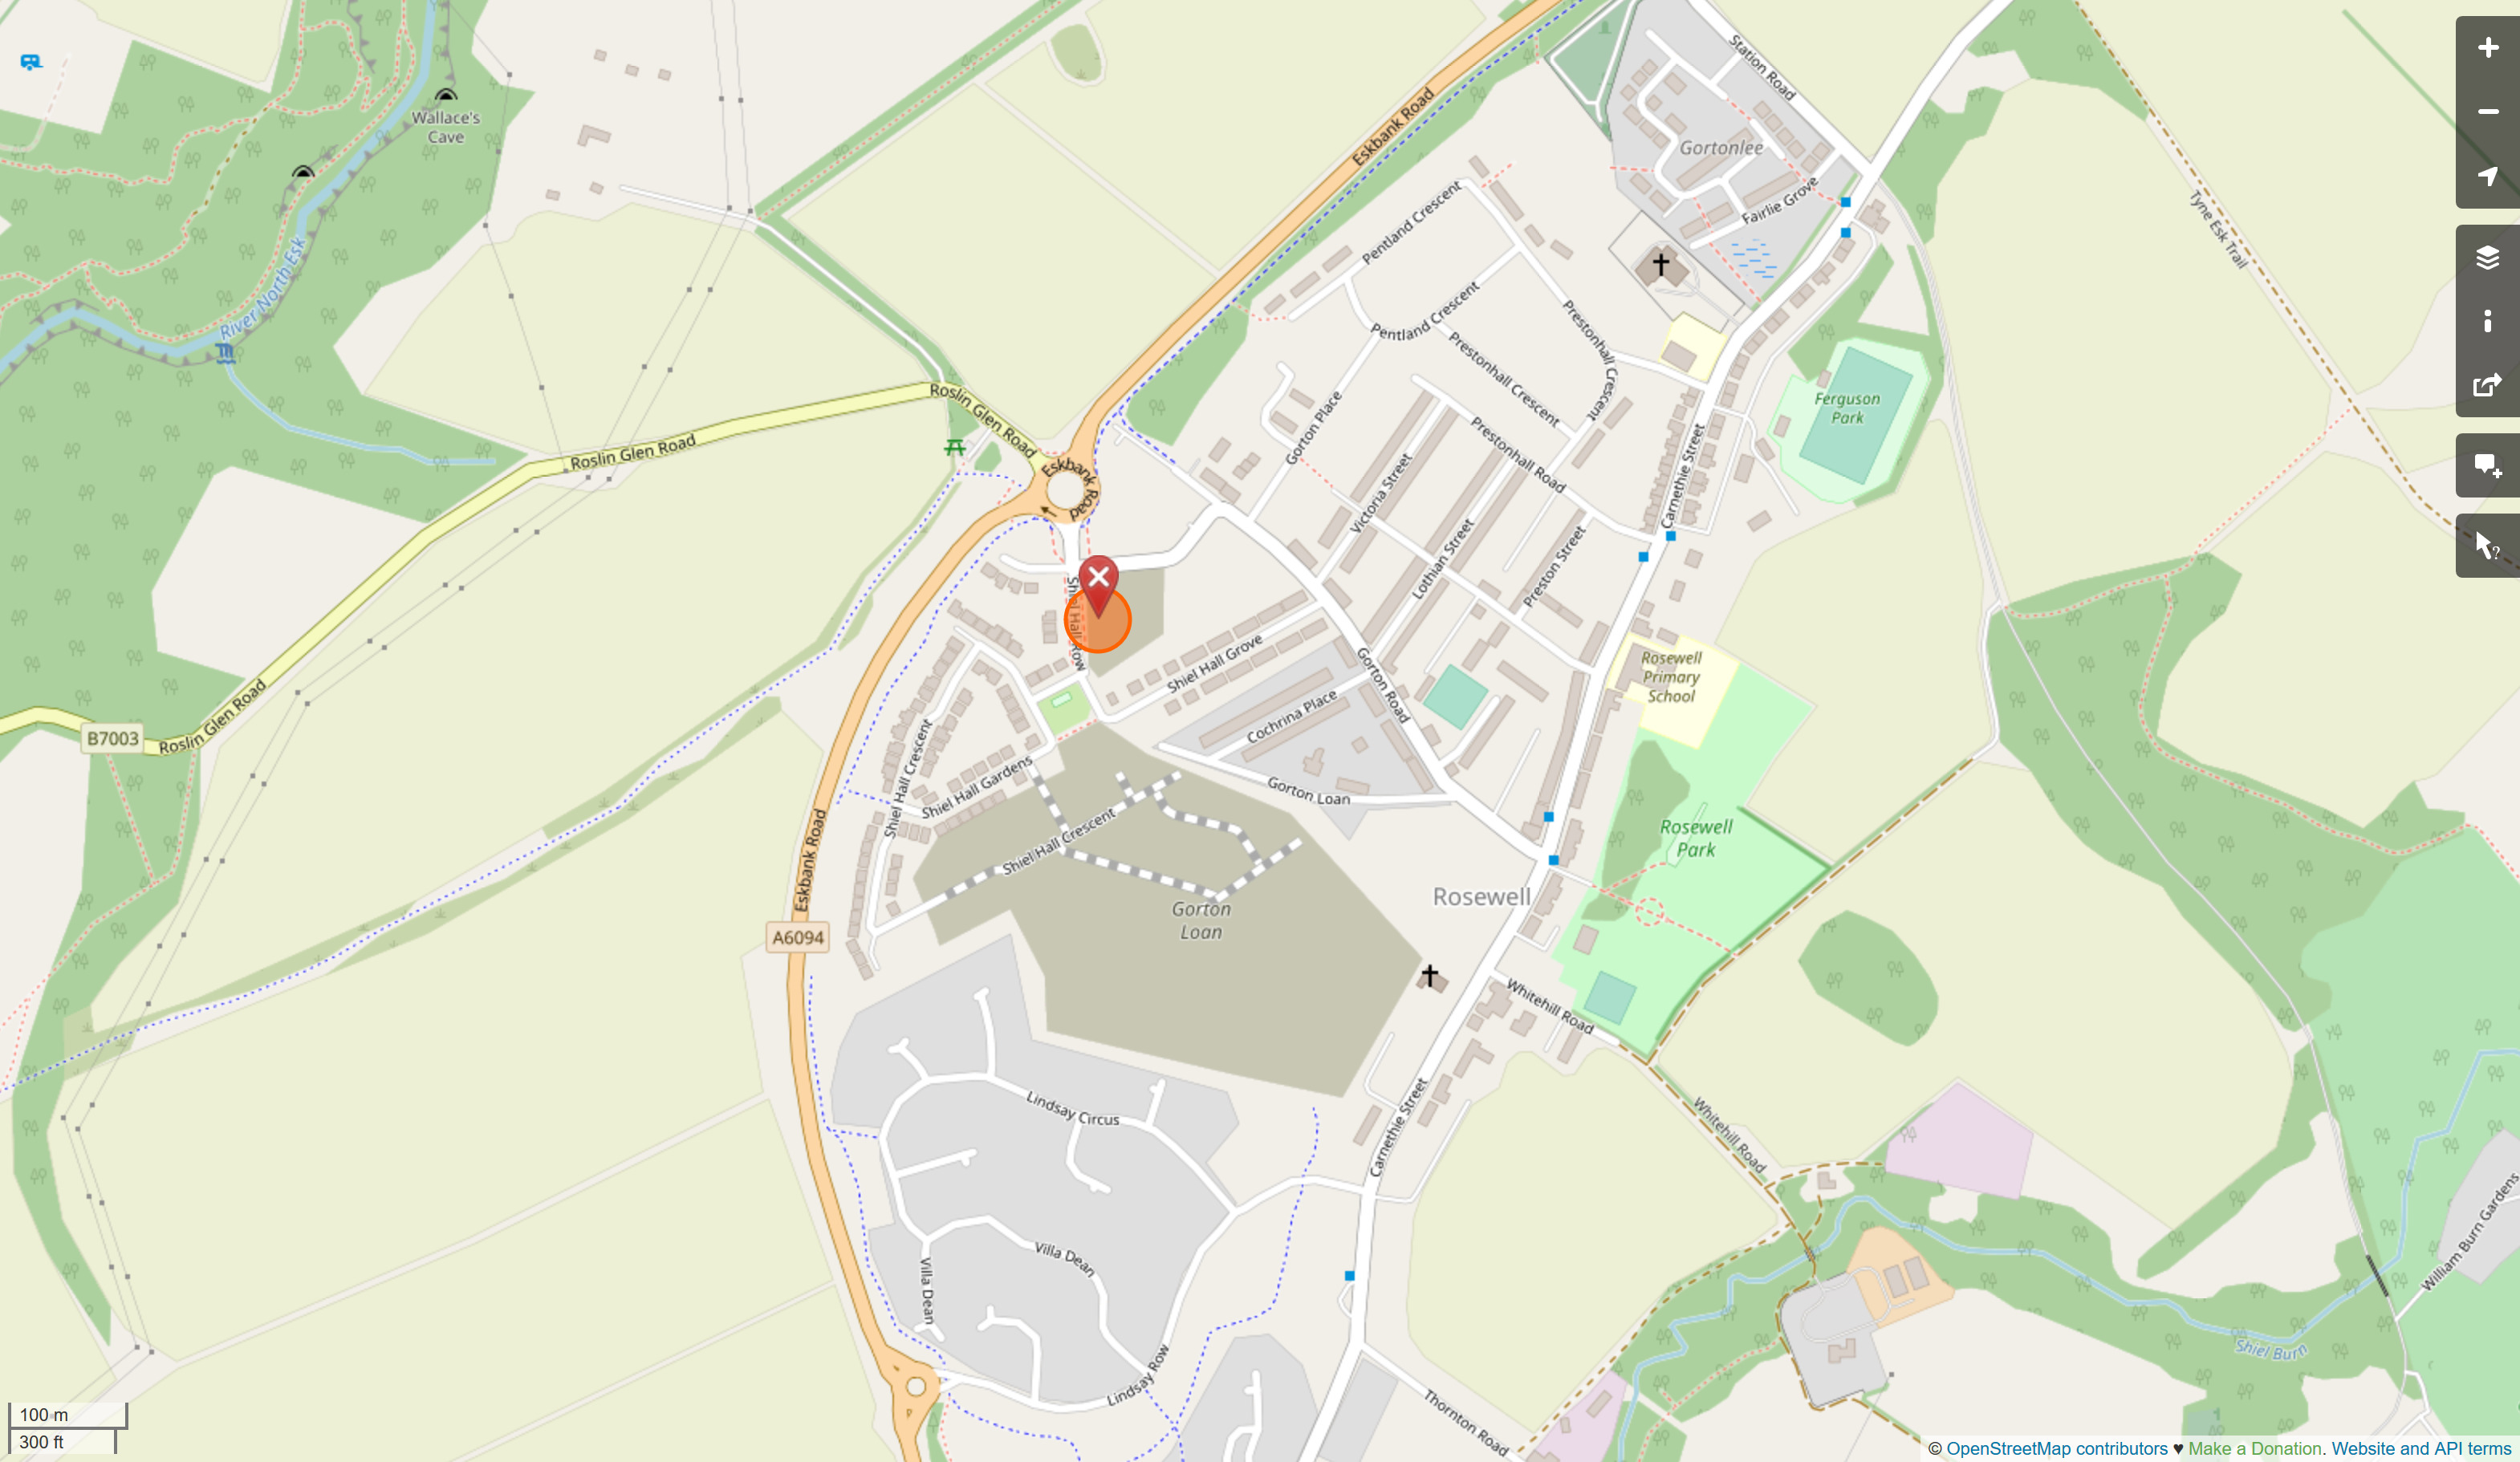 Station Road
Eskbank Road
Wallace's
Cave
Gortonlee
Fairlie Grove
Pentland Crescent
Tyne Esk Trail
River North Esk
Pentland Crescent
Prestonhall Crescent
Prestonhall Crescent
Roslin Glen Road
Ferguson
Park
Gorton Place
Roslin Glen Road
Eskbank Road
Prestonhall Road
Victoria Street
Carnethie Street
Lothian Street
Preston Street
Shiel Hall Row
Shiel Hall Grove
Rosewell
Primary
School
Gorton Road
Cochrina Place
Roslin Glen Road
B7003
Shiel Hall Crescent
Shiel Hall Gardens
Gorton Loan
Shiel Hall Crescent
Eskbank Road
Rosewell
Park
Rosewell
Gorton
Loan
A6094
Whitehill Road
Lindsay Circus
Carnethie Street
Whitehill Road
Villa Dean
Villa Dean
William Burn Gardens
Shiel Burn
Lindsay Row
Thornton Road
100 m
300 ft
© OpenStreetMap contributors ♥ Make a Donation. Website and API terms